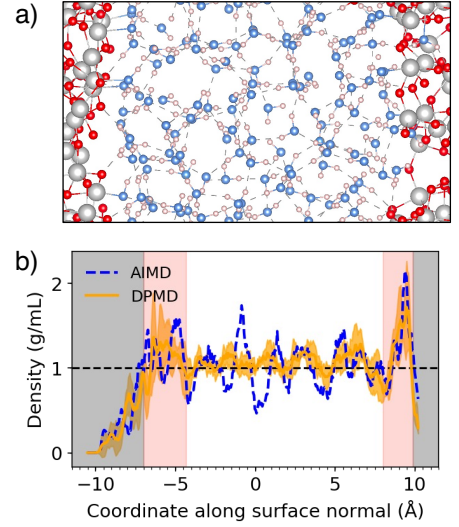 a)
b)
AIMD
DPMD
2
1
0
Density (g/mL)
−10 −5 0 5 10
Coordinate along surface normal (Å)